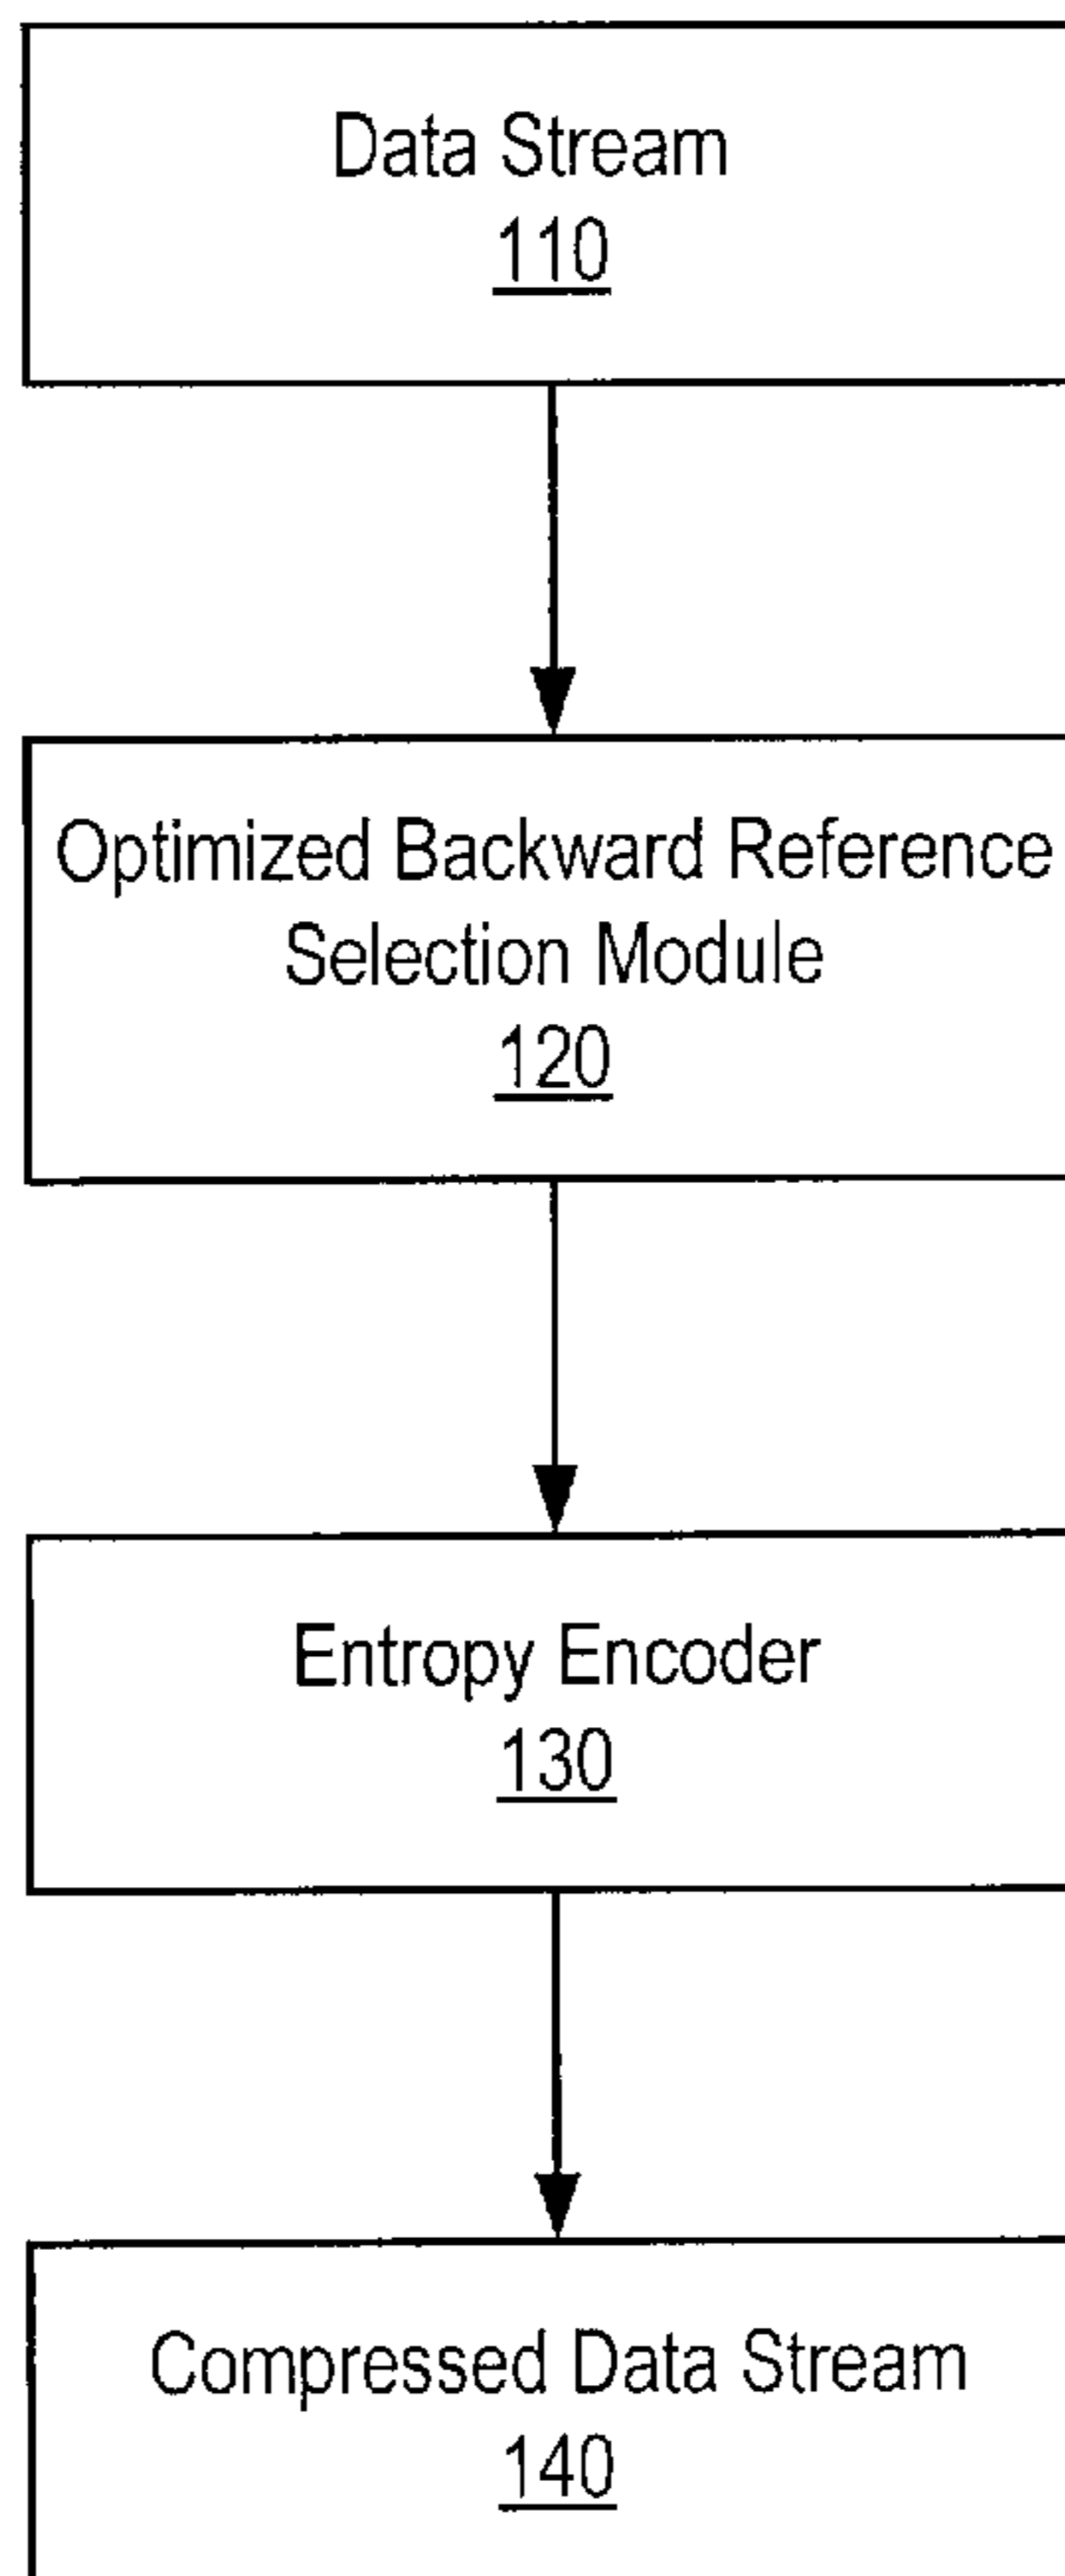 Data Stream
110
Optimized Backward Reference
Selection Module
120
Entropy Encoder
130
Compressed Data Stream
140